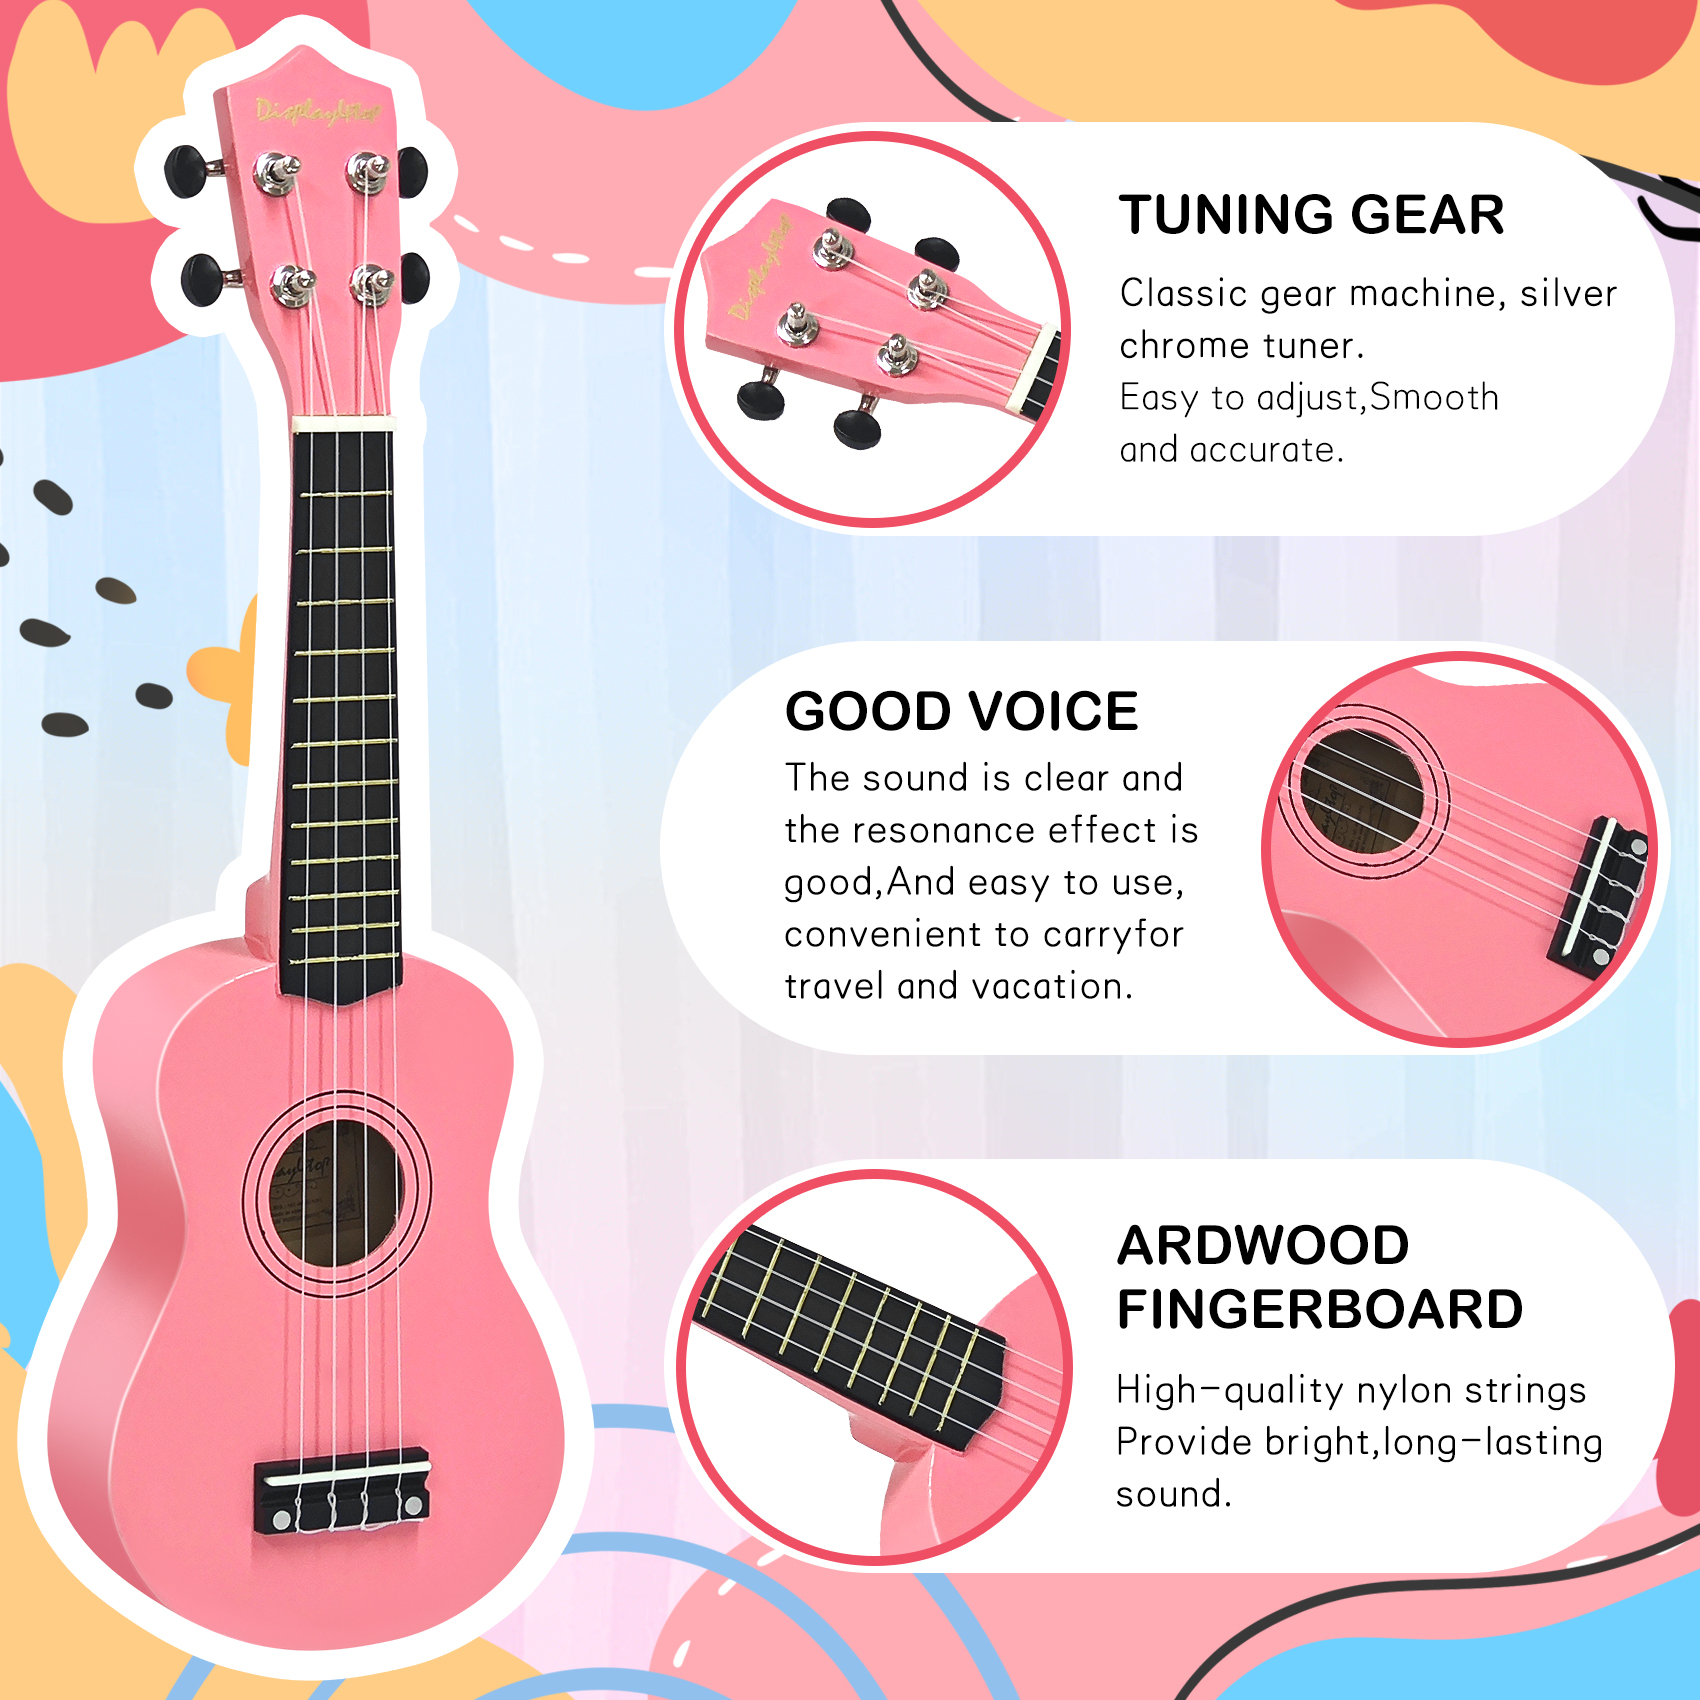 Display4top
TUNING GEAR
Classic gear machine, silver
chrome tuner.
Easy to adjust,Smooth
and accurate.
GOOD VOICE
The sound is clear and
the resonance effect is
good,And easy to use,
convenient to carryfor
travel and vacation.
ARDWOOD
FINGERBOARD
High-quality nylon strings
Provide bright,long-lasting
sound.